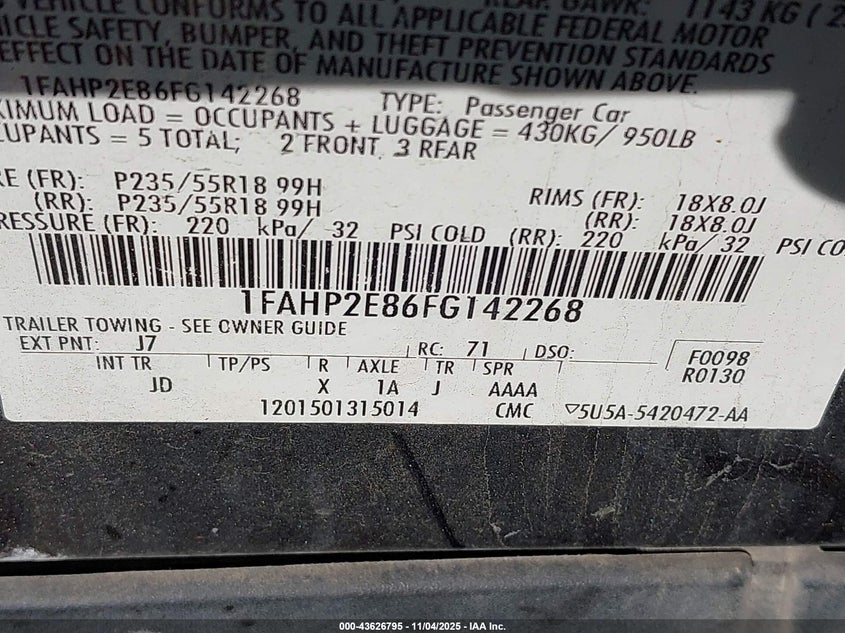 VEHICLE CONFORMS TO ALL APPLICABLE FEDERAL MOTOR
ICLE SAFETY, BUMPER, AND THEFT PREVENTION STANDARDS
EFFECT ON THE DATE OF MANUFACTURE SHOWN ABOVE.
1FAHP2E86FG142268 TYPE: Passenger Car
XIMUM LOAD = OCCUPANTS + LUGGAGE = 430KG/ 950LB
CUPANTS = 5 TOTAL; 2 FRONT, 3 REAR
RE (FR): P235/55R18 99H RIMS (FR): 18X8.0J
(RR): P235/55R18 99H (RR): 18X8.0J
RESSURE (FR): 220 kPa/ 32 PSI COLD (RR): 220 kPa/ 32 PSI CO
1FAHP2E86FG142268
TRAILER TOWING - SEE OWNER GUIDE
EXT PNT: J7 RC: 71 DSO: F0098
INT TR TP/PS R AXLE TR SPR R0130
JD X 1A J AAAA
1201501315014 CMC ▽5U5A-5420472-AA
000-43626795 - 11/04/2025 - IAA Inc.